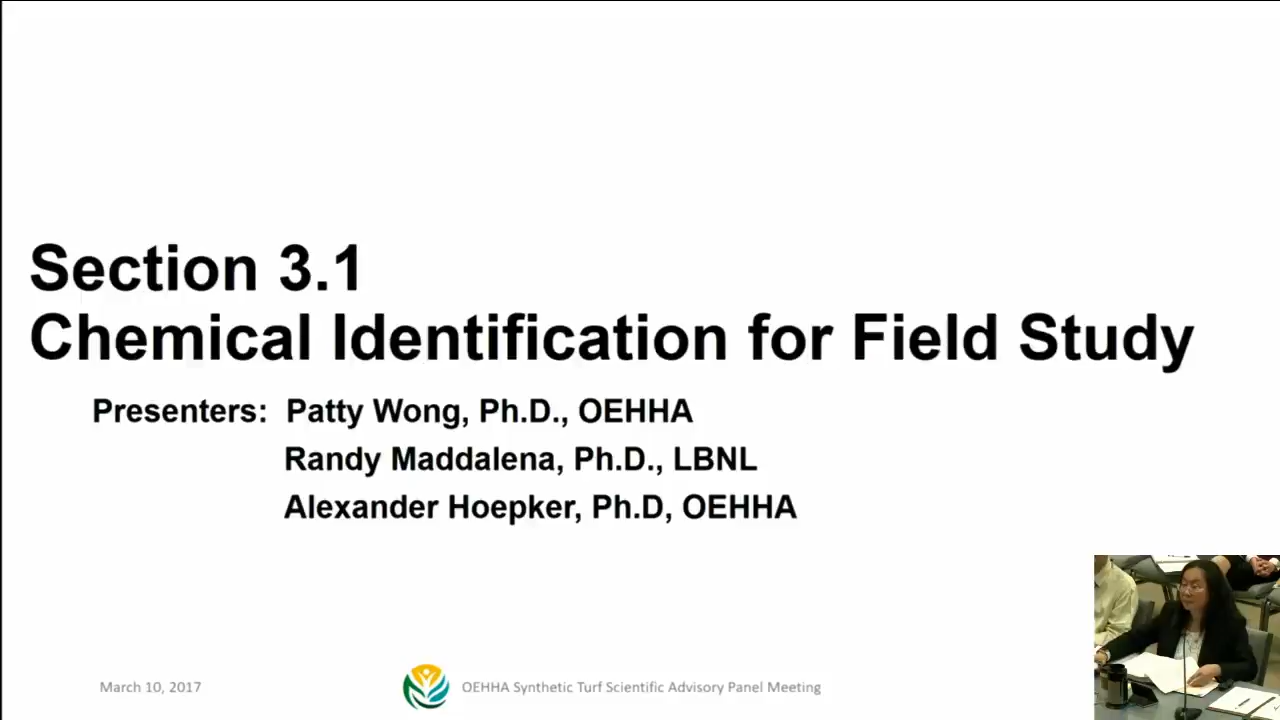 Section 3.1
Chemical Identification for Field Study
Presenters: Patty Wong, Ph.D., OEHHA
Randy Maddalena, Ph.D., LBNL
Alexander Hoepker, Ph.D, OEHHA
March 10, 2017 OEHHA Synthetic Turf Scientific Advisory Panel Meeting